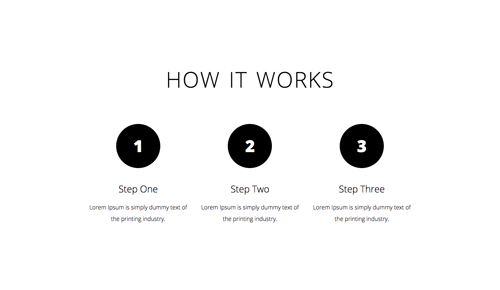 HOW IT WORKS
1
2
3
Step One
Step Two
Step Three
Lorem Ipsum is simply dummy text of
the printing industry.
Lorem Ipsum is simply dummy text of
the printing industry.
Lorem Ipsum is simply dummy text of
the printing industry.